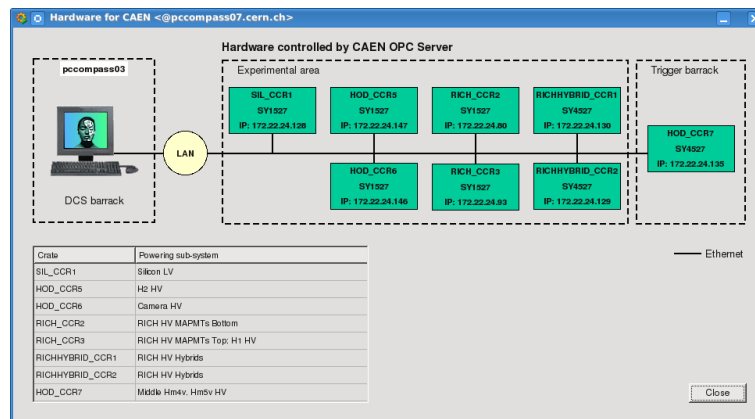 Hardware for CAEN <@pccompass07.cern.ch>
Hardware controlled by CAEN OPC Server
pccompass03
Experimental area
Trigger barrack
SIL_CCR1
SY1527
IP: 172.22.24.128
HOD_CCR5
SY1527
IP: 172.22.24.147
RICH_CCR2
SY1527
IP: 172.22.24.80
RICHHYBRID_CCR1
SY4527
IP: 172.22.24.130
HOD_CCR7
SY4527
IP: 172.22.24.135
LAN
HOD_CCR6
SY1527
IP: 172.22.24.146
RICH_CCR3
SY1527
IP: 172.22.24.93
RICHHYBRID_CCR2
SY4527
IP: 172.22.24.129
DCS barrack
Crate Powering sub-system
SIL_CCR1 Silicon LV
HOD_CCR5 H2 HV
HOD_CCR6 Camera HV
RICH_CCR2 RICH HV MAPMTs Bottom
RICH_CCR3 RICH HV MAPMTs Top; H1 HV
RICHHYBRID_CCR1 RICH HV Hybrids
RICHHYBRID_CCR2 RICH HV Hybrids
HOD_CCR7 Middle Hm4v, Hm5v HV
Ethernet
Close